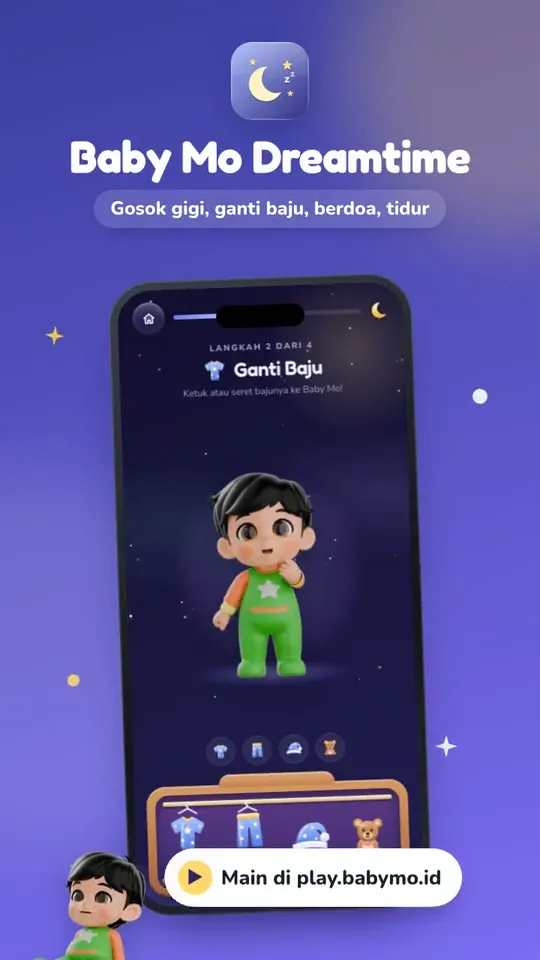 z z
Baby Mo Dreamtime
Gosok gigi, ganti baju, berdoa, tidur
LANGKAH 2 DARI 4
Ganti Baju
Ketuk atau seret bajunya ke Baby Mo!
Main di play.babymo.id